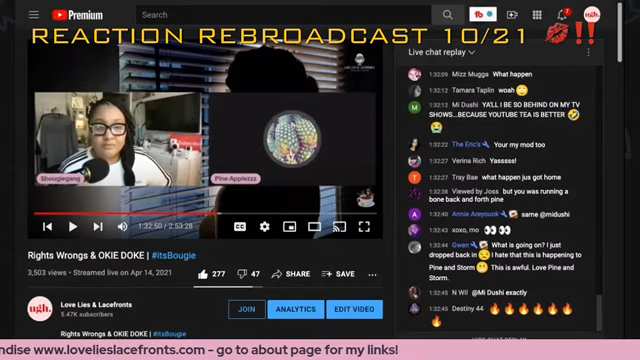 REACTION REBROADCAST 10/21 💋‼️
Premium
Search
7
ugh.
Live chat replay
1:32:09 Mizz Mugga What happen
1:32:12 Tamara Taplin woah 🙄
1:32:12 Mi Dushi YA'LL I BE SO BEHIND ON MY TV
SHOWS...BECAUSE YOUTUBE TEA IS BETTER 🤣
😭
1:32:22 The Eric's Your my mod too
1:32:27 Verina Rich Yasssss!
1:32:27 Tray Bae what happen jus got home
1:32:38 Viewed by Joss but you was running a
bone back and forth pine
1:32:40 Annie Areyouok same @midushi
1:32:45 xoxo, mo 👀👀
1:32:44 Gwen What is going on? I just
dropped back in 😔 I hate that this is happening to
Pine and Storm 😬 This is awful. Love Pine and
Storm.
1:32:45 N Wil @Mi Dushi exactly
1:32:45 Destiny 44 🔥🔥🔥🔥🔥🔥
🔥
Sbougiegang
Pine Applezzz
1:32:50 / 2:53:28
Rights Wrongs & OKIE DOKE | #itsBougie
3,503 views • Streamed live on Apr 14, 2021
277
47
SHARE
SAVE
ugh.
Love Lies & Lacefronts
5.47K subscribers
JOIN
ANALYTICS
EDIT VIDEO
Rights Wrongs & OKIE DOKE | #itsBougie
ndise www.lovelieslacefronts.com - go to about page for my links!